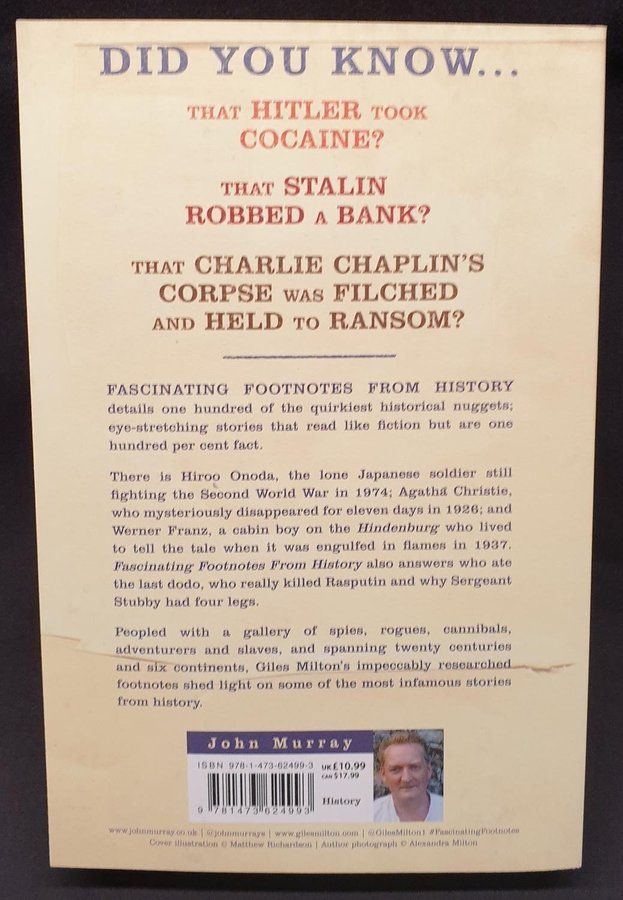 DID YOU KNOW...
THAT HITLER TOOK
COCAINE?
THAT STALIN
ROBBED A BANK?
THAT CHARLIE CHAPLIN'S
CORPSE WAS FILCHED
AND HELD TO RANSOM?
FASCINATING FOOTNOTES FROM HISTORY
details one hundred of the quirkiest historical nuggets;
eye-stretching stories that read like fiction but are one
hundred per cent fact.
There is Hiroo Onoda, the lone Japanese soldier still
fighting the Second World War in 1974; Agatha Christie,
who mysteriously disappeared for eleven days in 1926; and
Werner Franz, a cabin boy on the Hindenburg who lived
to tell the tale when it was engulfed in flames in 1937.
Fascinating Footnotes From History also answers who ate
the last dodo, who really killed Rasputin and why Sergeant
Stubby had four legs.
Peopled with a gallery of spies, rogues, cannibals,
adventurers and slaves, and spanning twenty centuries
and six continents, Giles Milton's impeccably researched
footnotes shed light on some of the most infamous stories
from history.
John Murray
ISBN 978-1-473-62499-3
UK £10.99
CAN $17.99
History
9 781473 624993
www.johnmurray.co.uk | @johnmurrays | www.gilesmilton.com | @GilesMilton1 #FascinatingFootnotes
Cover illustration © Matthew Richardson | Author photograph © Alexandra Milton